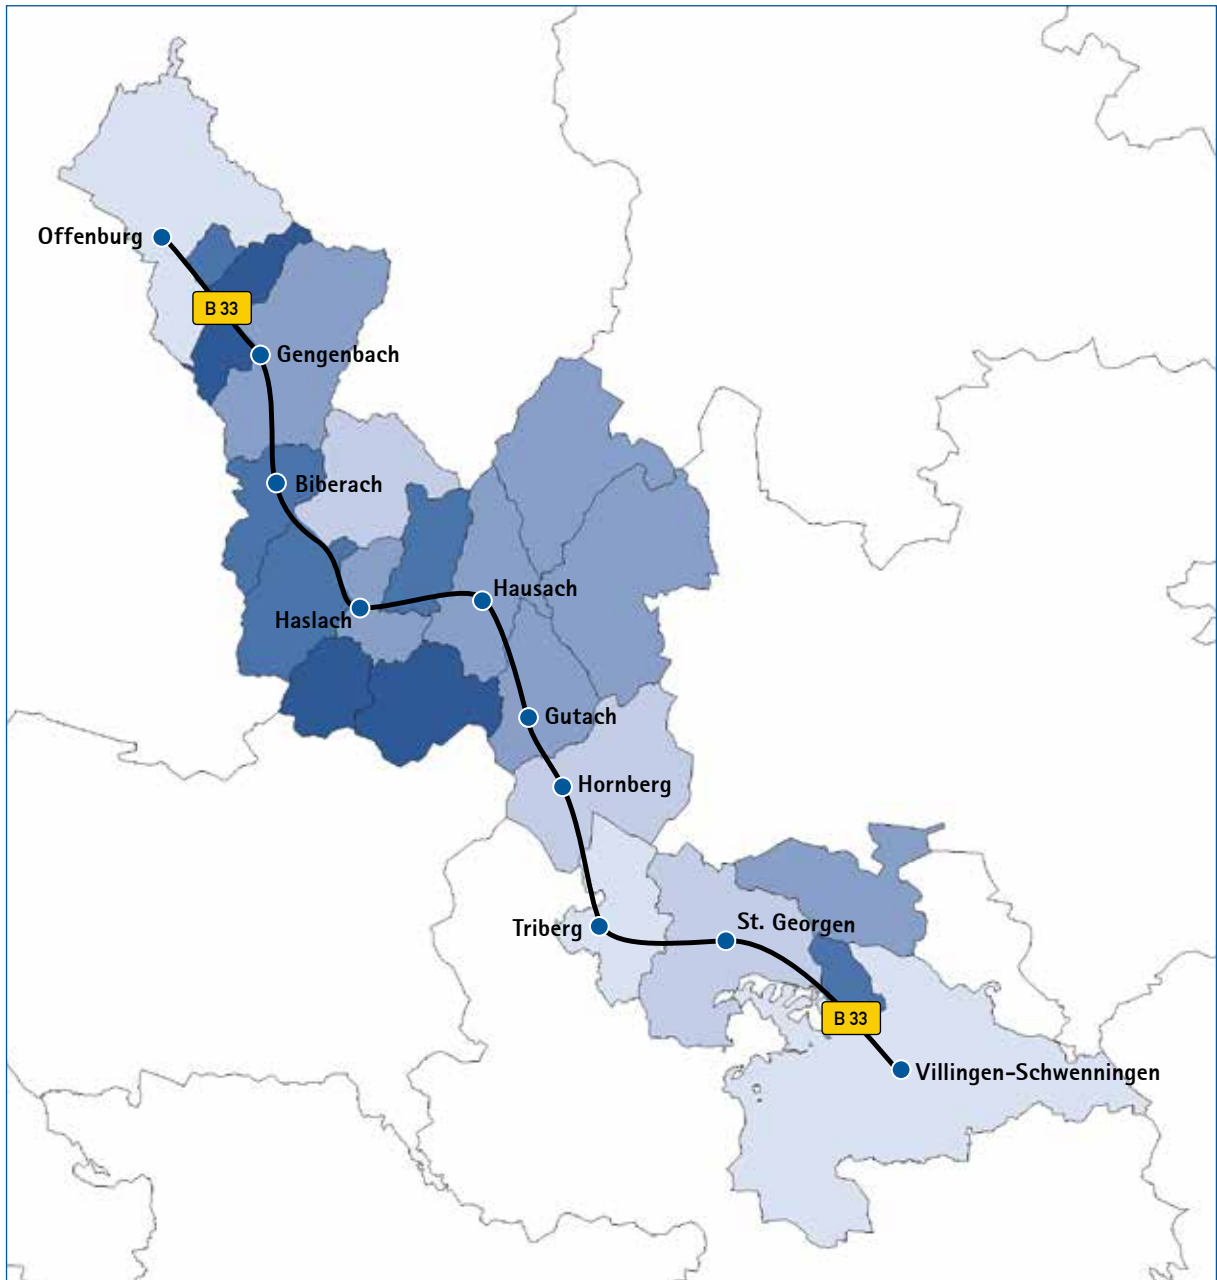 Offenburg
B 33
Gengenbach
Biberach
Hausach
Haslach
Gutach
Hornberg
St. Georgen
Triberg
B 33
Villingen-Schwenningen